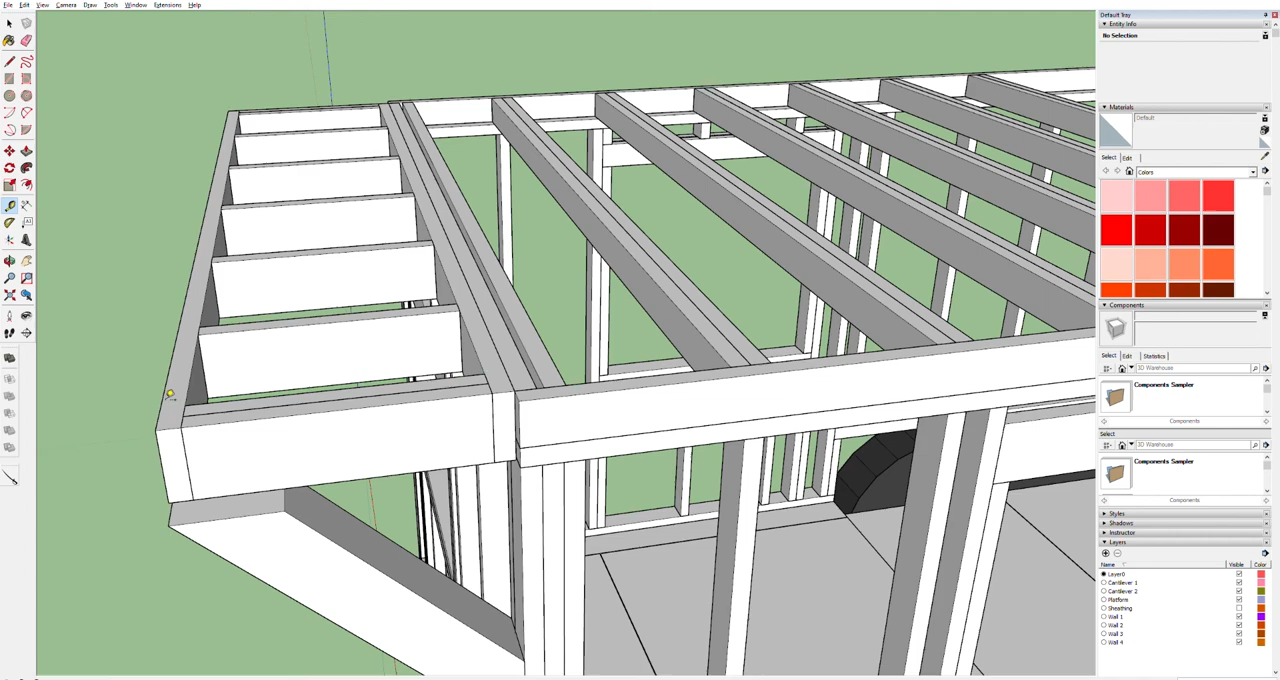 File Edit View Camera Draw Tools Window Extensions Help
Default Tray
Entity Info
No Selection
Materials
Default
Select Edit
Colors
Components
Select Edit Statistics
3D Warehouse
Components Sampler
Components
Select
3D Warehouse
Components Sampler
Components
Styles
Shadows
Instructor
Layers
Name Visible Color
Layer0
Cantilever 1
Cantilever 2
Platform
Sheathing
Wall 1
Wall 2
Wall 3
Wall 4